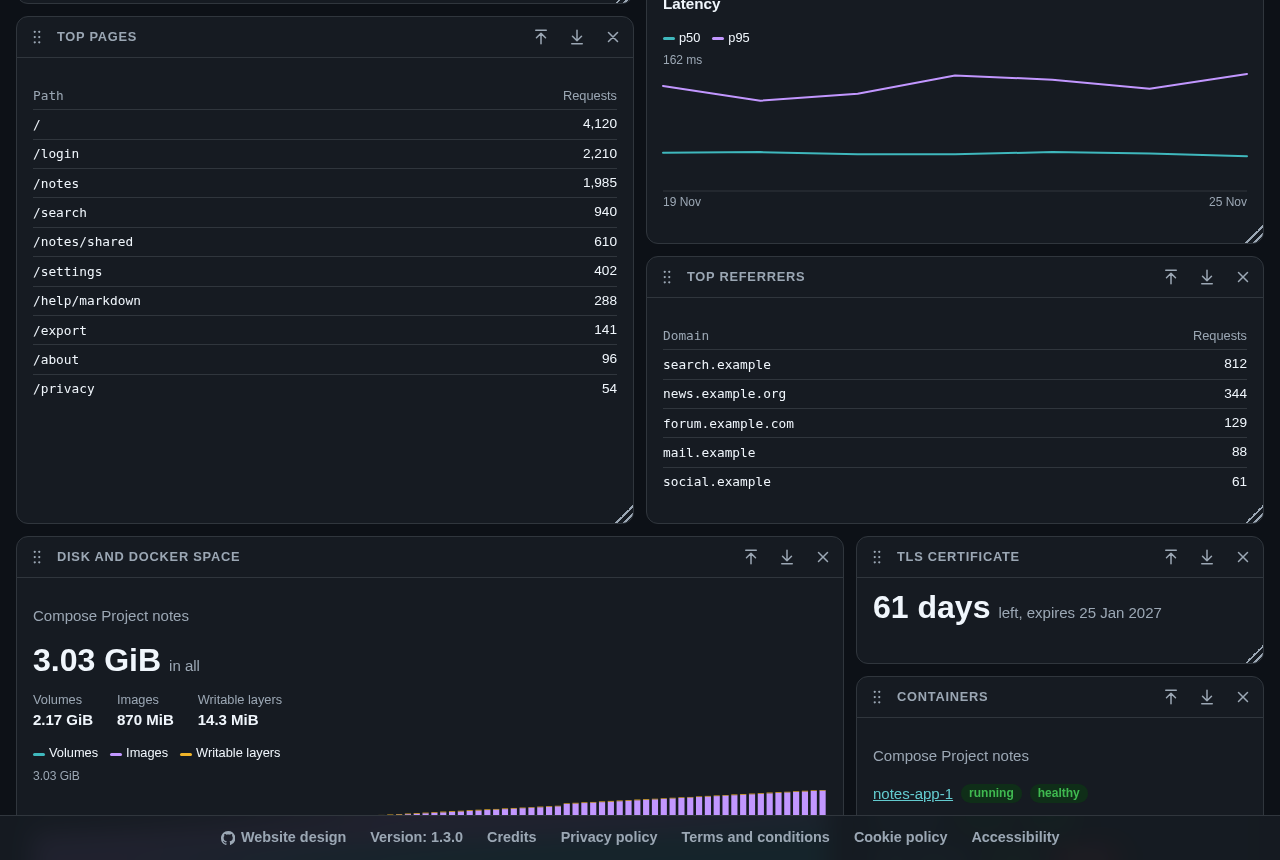 TOP PAGES
Path Requests
/ 4,120
/login 2,210
/notes 1,985
/search 940
/notes/shared 610
/settings 402
/help/markdown 288
/export 141
/about 96
/privacy 54
Latency
p50 p95
162 ms
19 Nov 25 Nov
TOP REFERRERS
Domain Requests
search.example 812
news.example.org 344
forum.example.com 129
mail.example 88
social.example 61
DISK AND DOCKER SPACE
Compose Project notes
3.03 GiB in all
Volumes Images Writable layers
2.17 GiB 870 MiB 14.3 MiB
Volumes Images Writable layers
3.03 GiB
TLS CERTIFICATE
61 days left, expires 25 Jan 2027
CONTAINERS
Compose Project notes
notes-app-1 running healthy
Website design Version: 1.3.0 Credits Privacy policy Terms and conditions Cookie policy Accessibility